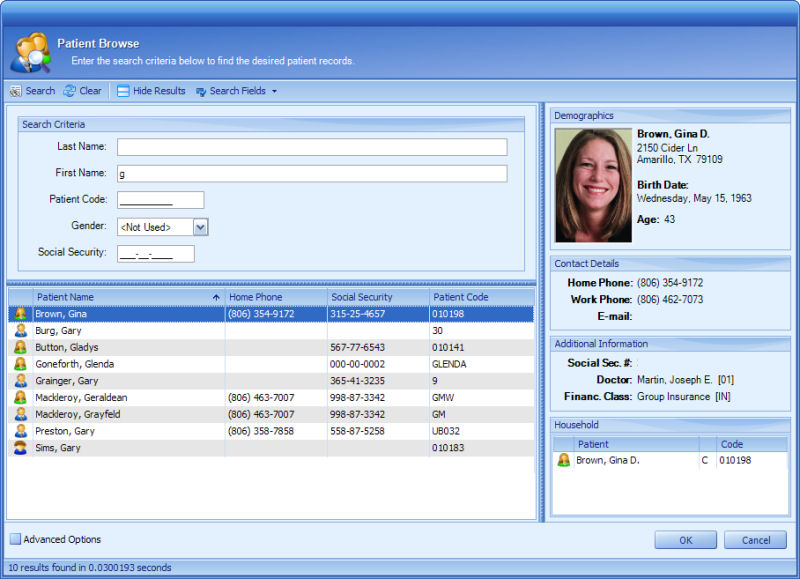 Patient Browse
Enter the search criteria below to find the desired patient records.
Search Clear Hide Results Search Fields
Search Criteria
Last Name:
First Name: g
Patient Code: __________
Gender: <Not Used>
Social Security: ___-__-____
Patient Name Home Phone Social Security Patient Code
Brown, Gina (806) 354-9172 315-25-4657 010198
Burg, Gary 30
Button, Gladys 567-77-6543 010141
Goneforth, Glenda 000-00-0002 GLENDA
Grainger, Gary 365-41-3235 9
Mackleroy, Geraldean (806) 463-7007 998-87-3342 GMW
Mackleroy, Grayfeld (806) 463-7007 998-87-3342 GM
Preston, Gary (806) 358-7858 558-87-5258 UB032
Sims, Gary 010183
Demographics
Brown, Gina D.
2150 Cider Ln
Amarillo, TX 79109
Birth Date:
Wednesday, May 15, 1963
Age: 43
Contact Details
Home Phone: (806) 354-9172
Work Phone: (806) 462-7073
E-mail:
Additional Information
Social Sec. #:
Doctor: Martin, Joseph E. [01]
Financ. Class: Group Insurance [IN]
Household
Patient Code
Brown, Gina D. C 010198
Advanced Options
OK Cancel
10 results found in 0.0300193 seconds